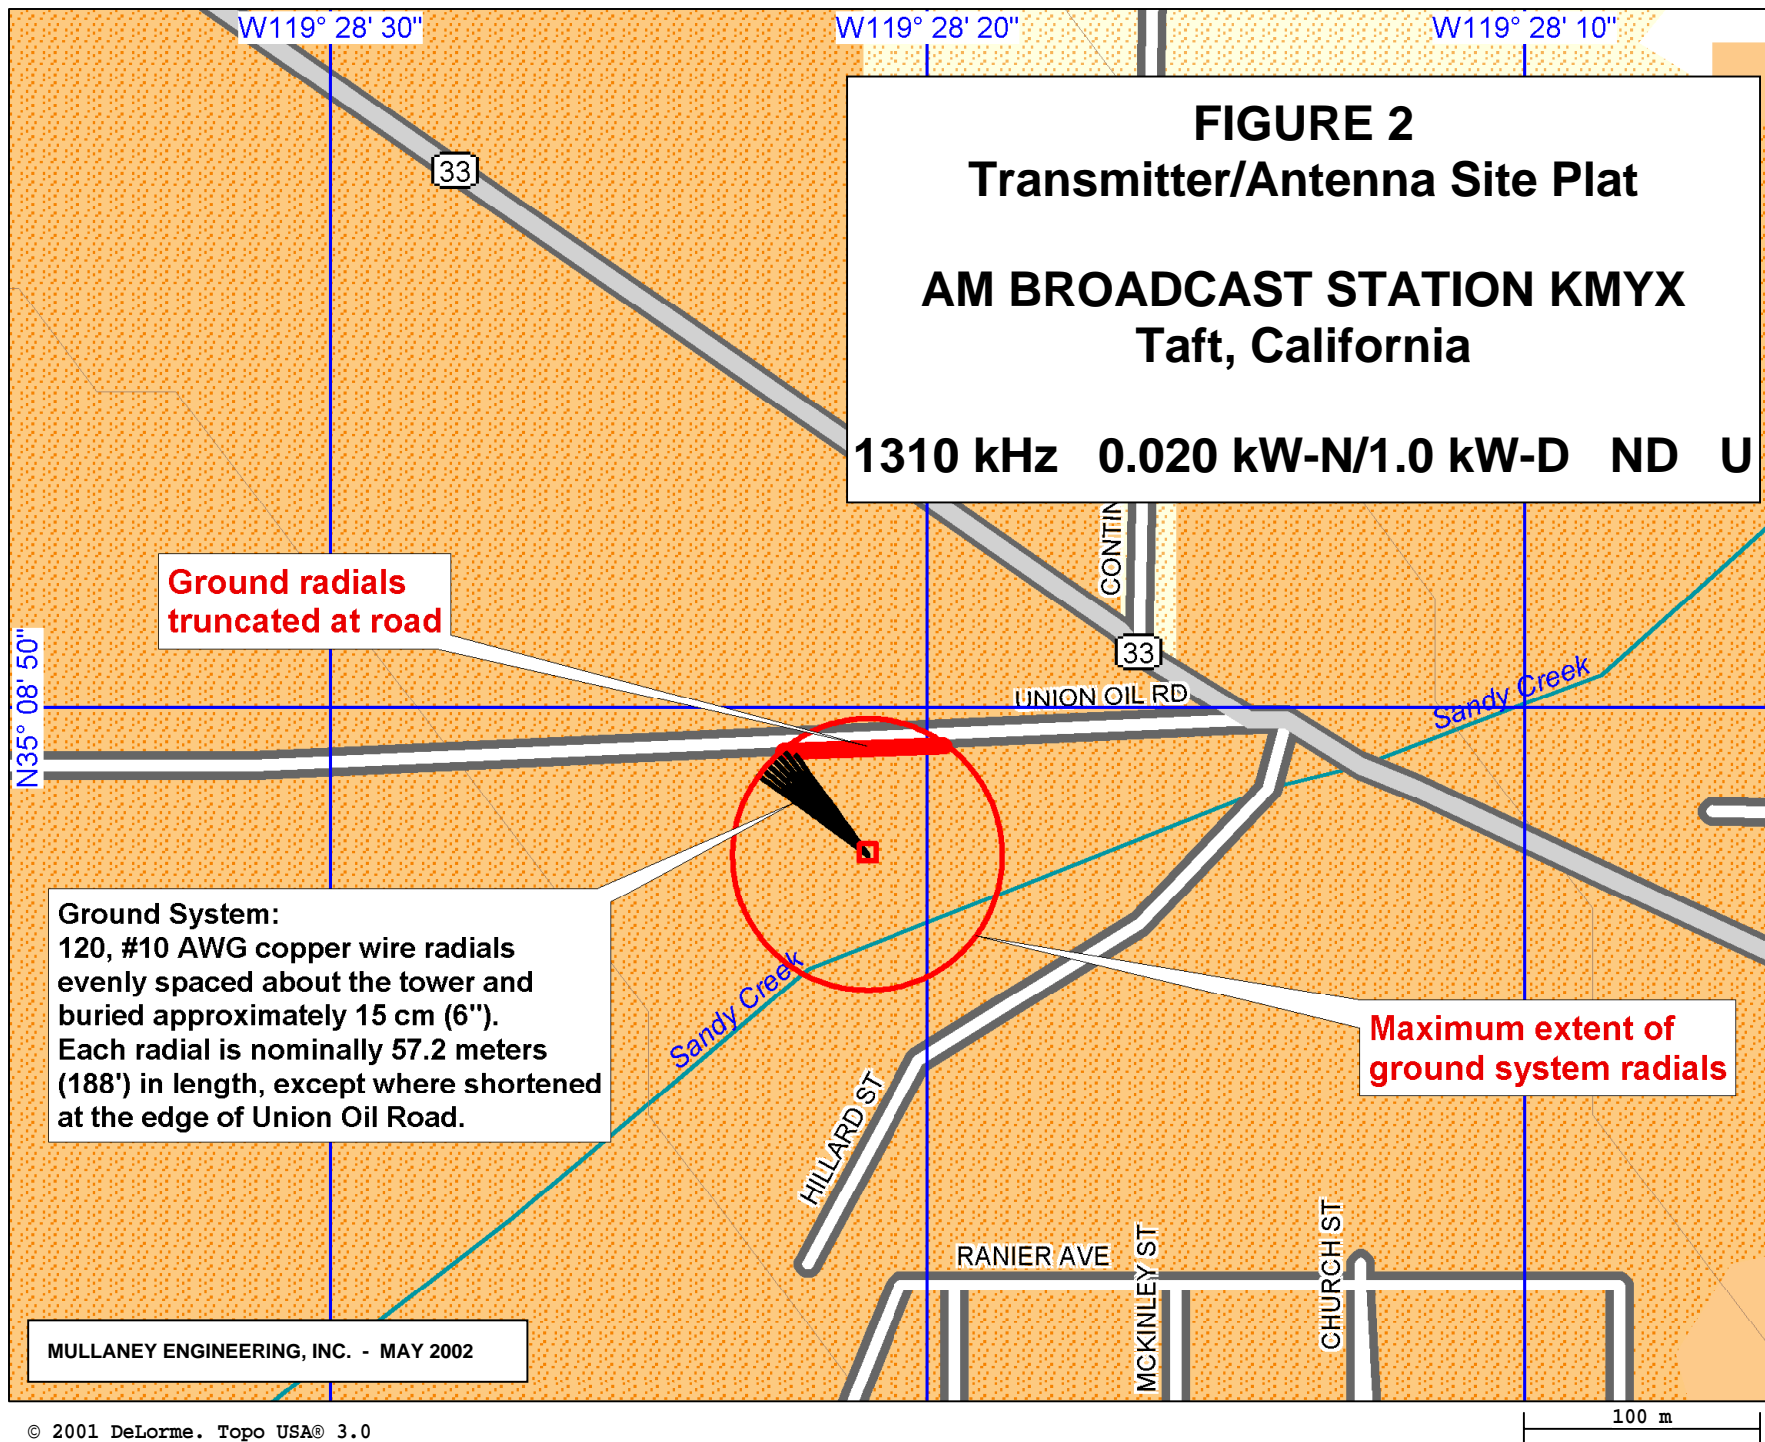 W119° 28' 30"
W119° 28' 20"
W119° 28' 10"
FIGURE 2
Transmitter/Antenna Site Plat
AM BROADCAST STATION KMYX
Taft, California
1310 kHz 0.020 kW-N/1.0 kW-D ND U
33
CONTIN
Ground radials
truncated at road
33
N35° 08' 50"
UNION OIL RD
Sandy Creek
Ground System:
120, #10 AWG copper wire radials
evenly spaced about the tower and
buried approximately 15 cm (6").
Each radial is nominally 57.2 meters
(188') in length, except where shortened
at the edge of Union Oil Road.
Sandy Creek
Maximum extent of
ground system radials
HILLARD ST
RANIER AVE
MCKINLEY ST
CHURCH ST
MULLANEY ENGINEERING, INC. - MAY 2002
100 m
© 2001 DeLorme. Topo USA® 3.0